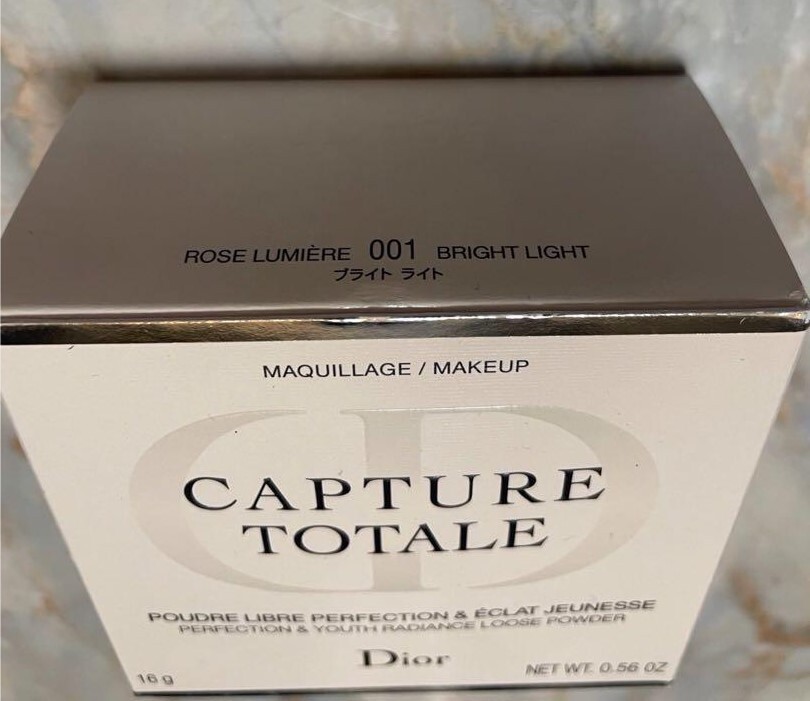 ROSE LUMIÈRE 001 BRIGHT LIGHT
ブライト ライト
MAQUILLAGE / MAKEUP
CD
CAPTURE
TOTALE
POUDRE LIBRE PERFECTION & ÉCLAT JEUNESSE
PERFECTION & YOUTH RADIANCE LOOSE POWDER
Dior
16 g NET WT. 0.56 OZ